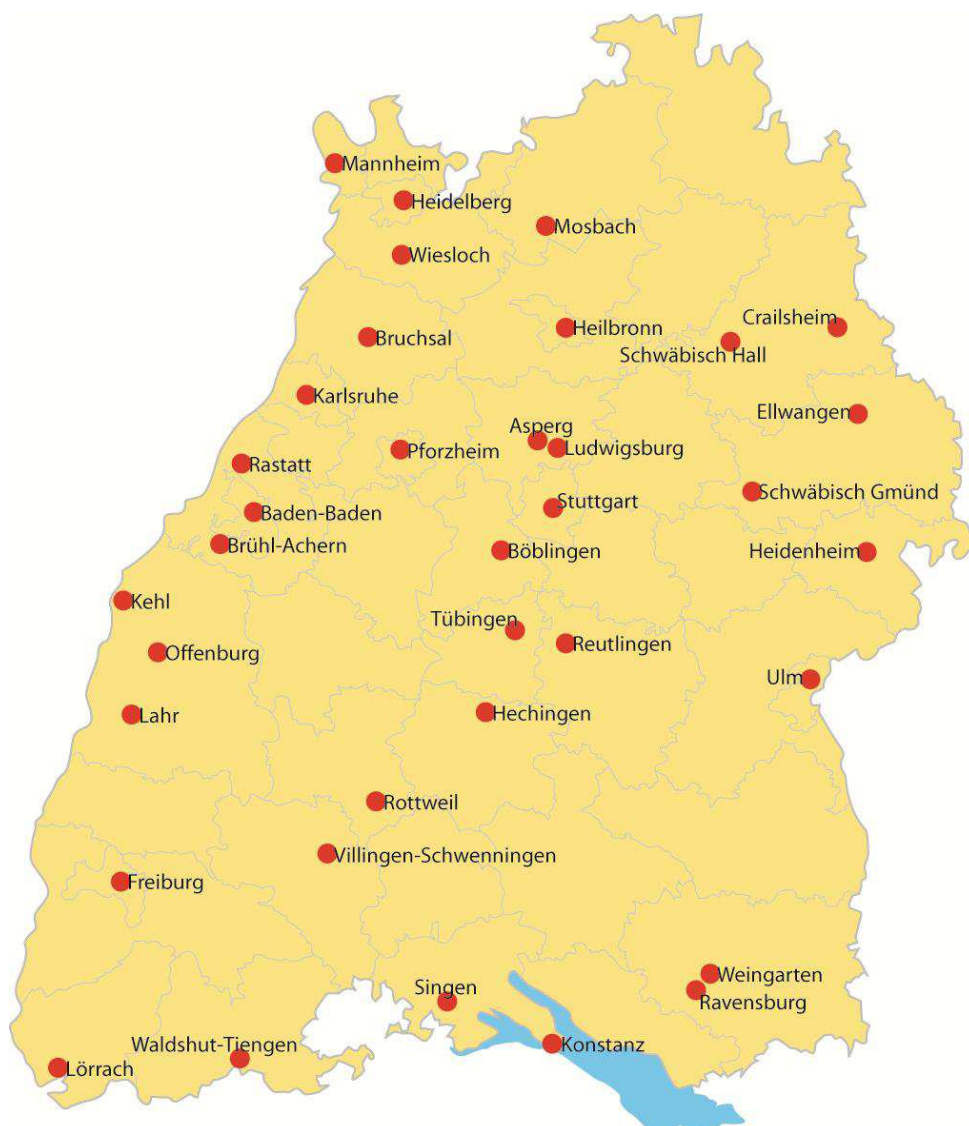 Mannheim
Heidelberg
Mosbach
Wiesloch
Crailsheim
Heilbronn
Bruchsal
Schwäbisch Hall
Karlsruhe
Ellwangen
Asperg
Ludwigsburg
Pforzheim
Rastatt
Schwäbisch Gmünd
Stuttgart
Baden-Baden
Brühl-Achern
Böblingen
Heidenheim
Kehl
Tübingen
Reutlingen
Offenburg
Ulm
Lahr
Hechingen
Rottweil
Villingen-Schwenningen
Freiburg
Weingarten
Singen
Ravensburg
Waldshut-Tiengen
Konstanz
Lörrach